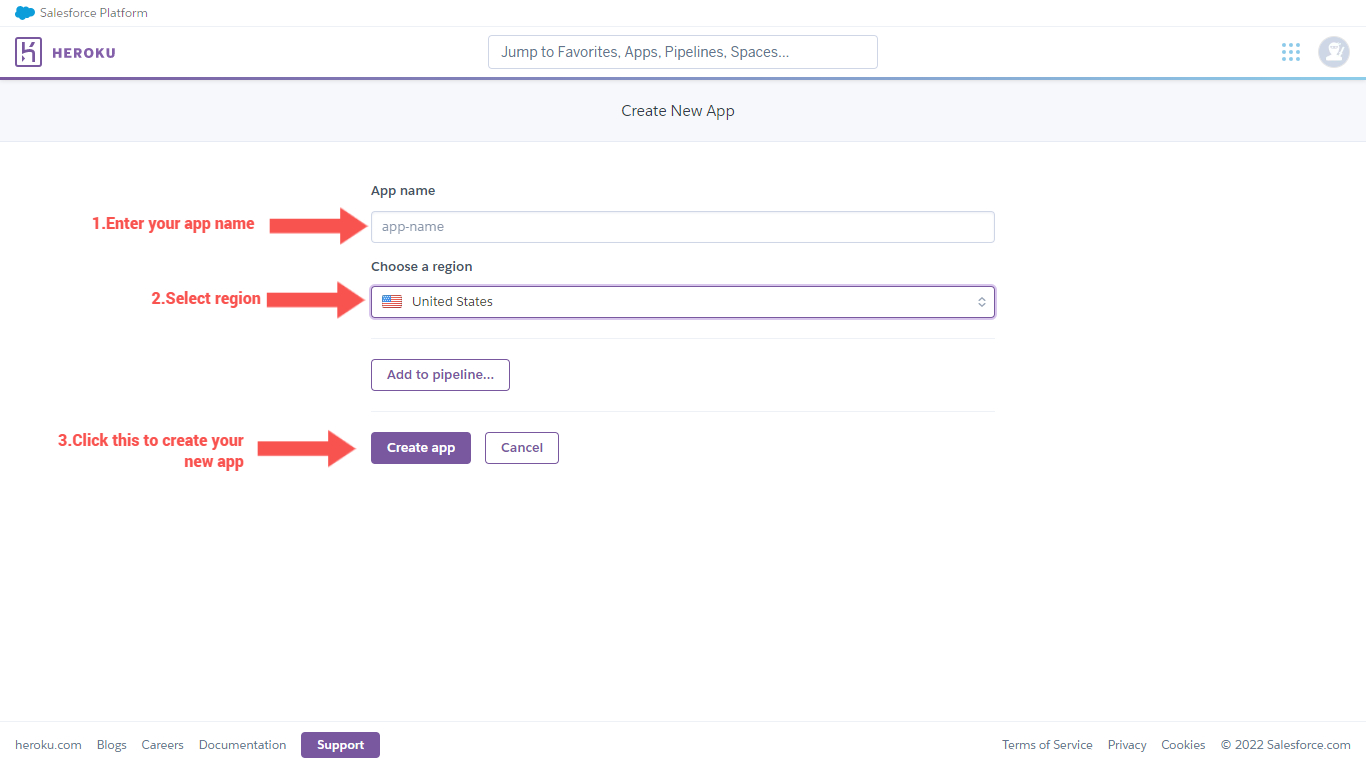 Salesforce Platform
HEROKU
Jump to Favorites, Apps, Pipelines, Spaces...
Create New App
App name
1.Enter your app name
app-name
Choose a region
2.Select region
United States
Add to pipeline...
3.Click this to create your
new app
Create app
Cancel
heroku.com
Blogs
Careers
Documentation
Support
Terms of Service
Privacy
Cookies
© 2022 Salesforce.com